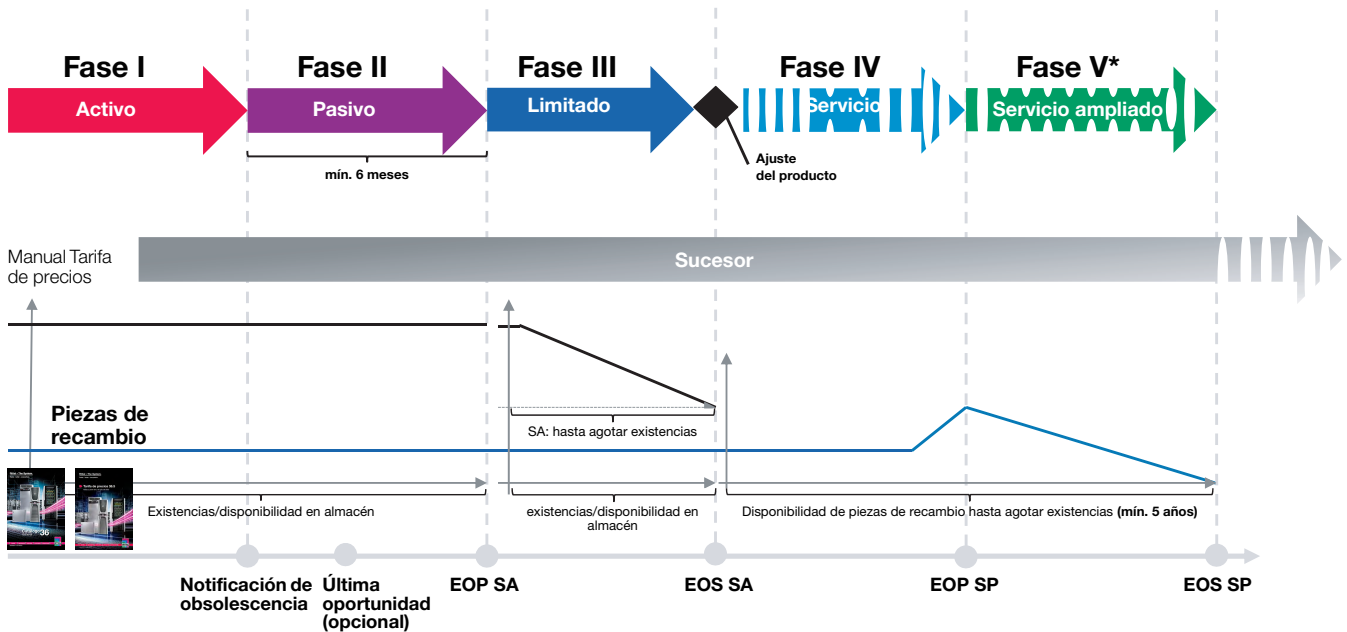 Fase I
Fase II
Fase III
Fase IV
Fase V*
Activo
Pasivo
Limitado
Servicio
Servicio ampliado
mín. 6 meses
Ajuste
del producto
Manual Tarifa
de precios
Sucesor
Piezas de
recambio
SA: hasta agotar existencias
36
Existencias/disponibilidad en almacén
existencias/disponibilidad en
almacén
Disponibilidad de piezas de recambio hasta agotar existencias (mín. 5 años)
Notificación de
obsolescencia
Última
oportunidad
(opcional)
EOP SA
EOS SA
EOP SP
EOS SP